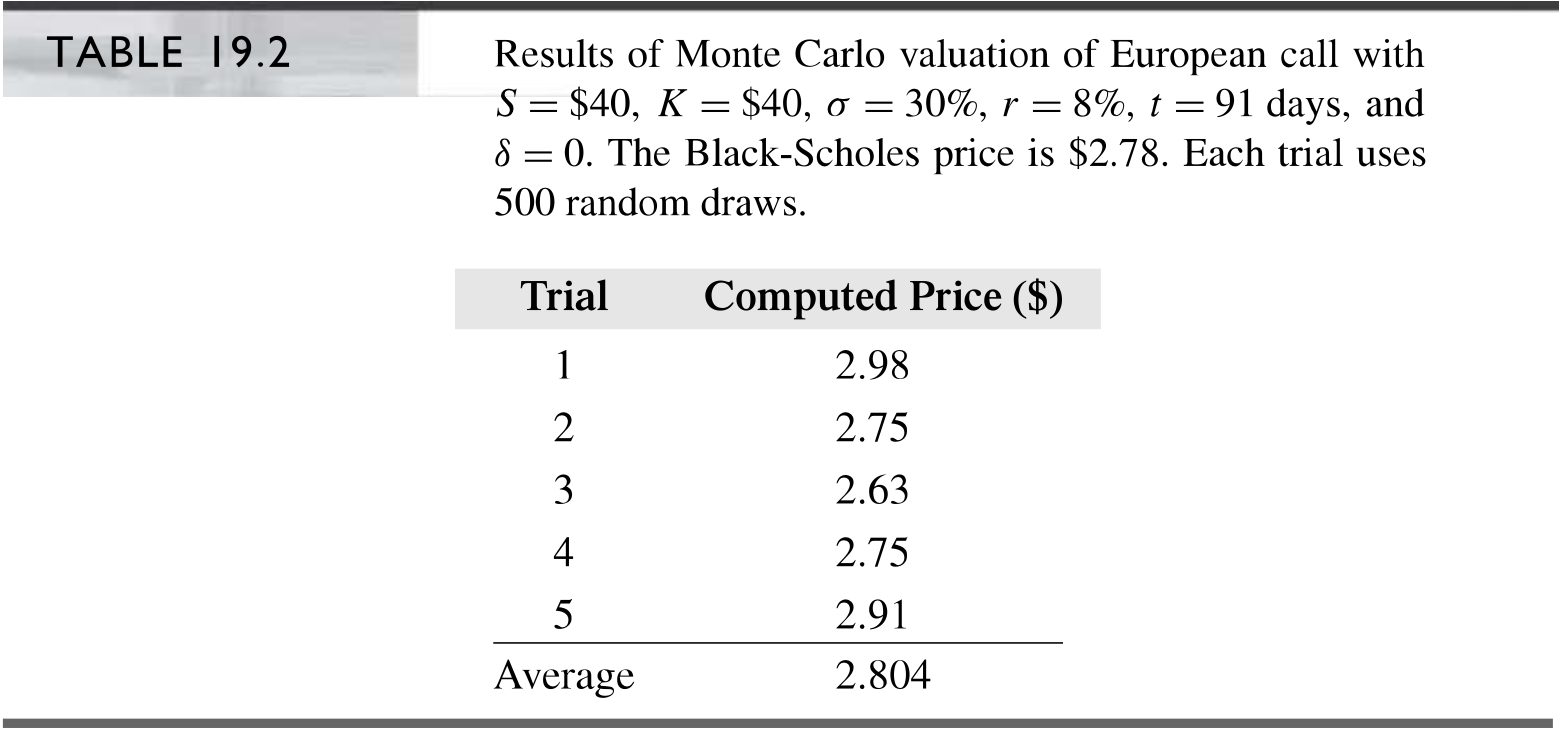 TABLE 19.2
Results of Monte Carlo valuation of European call with
S = $40, K = $40, σ = 30%, r = 8%, t = 91 days, and
δ = 0. The Black-Scholes price is $2.78. Each trial uses
500 random draws.
Trial Computed Price ($)
1 2.98
2 2.75
3 2.63
4 2.75
5 2.91
Average 2.804